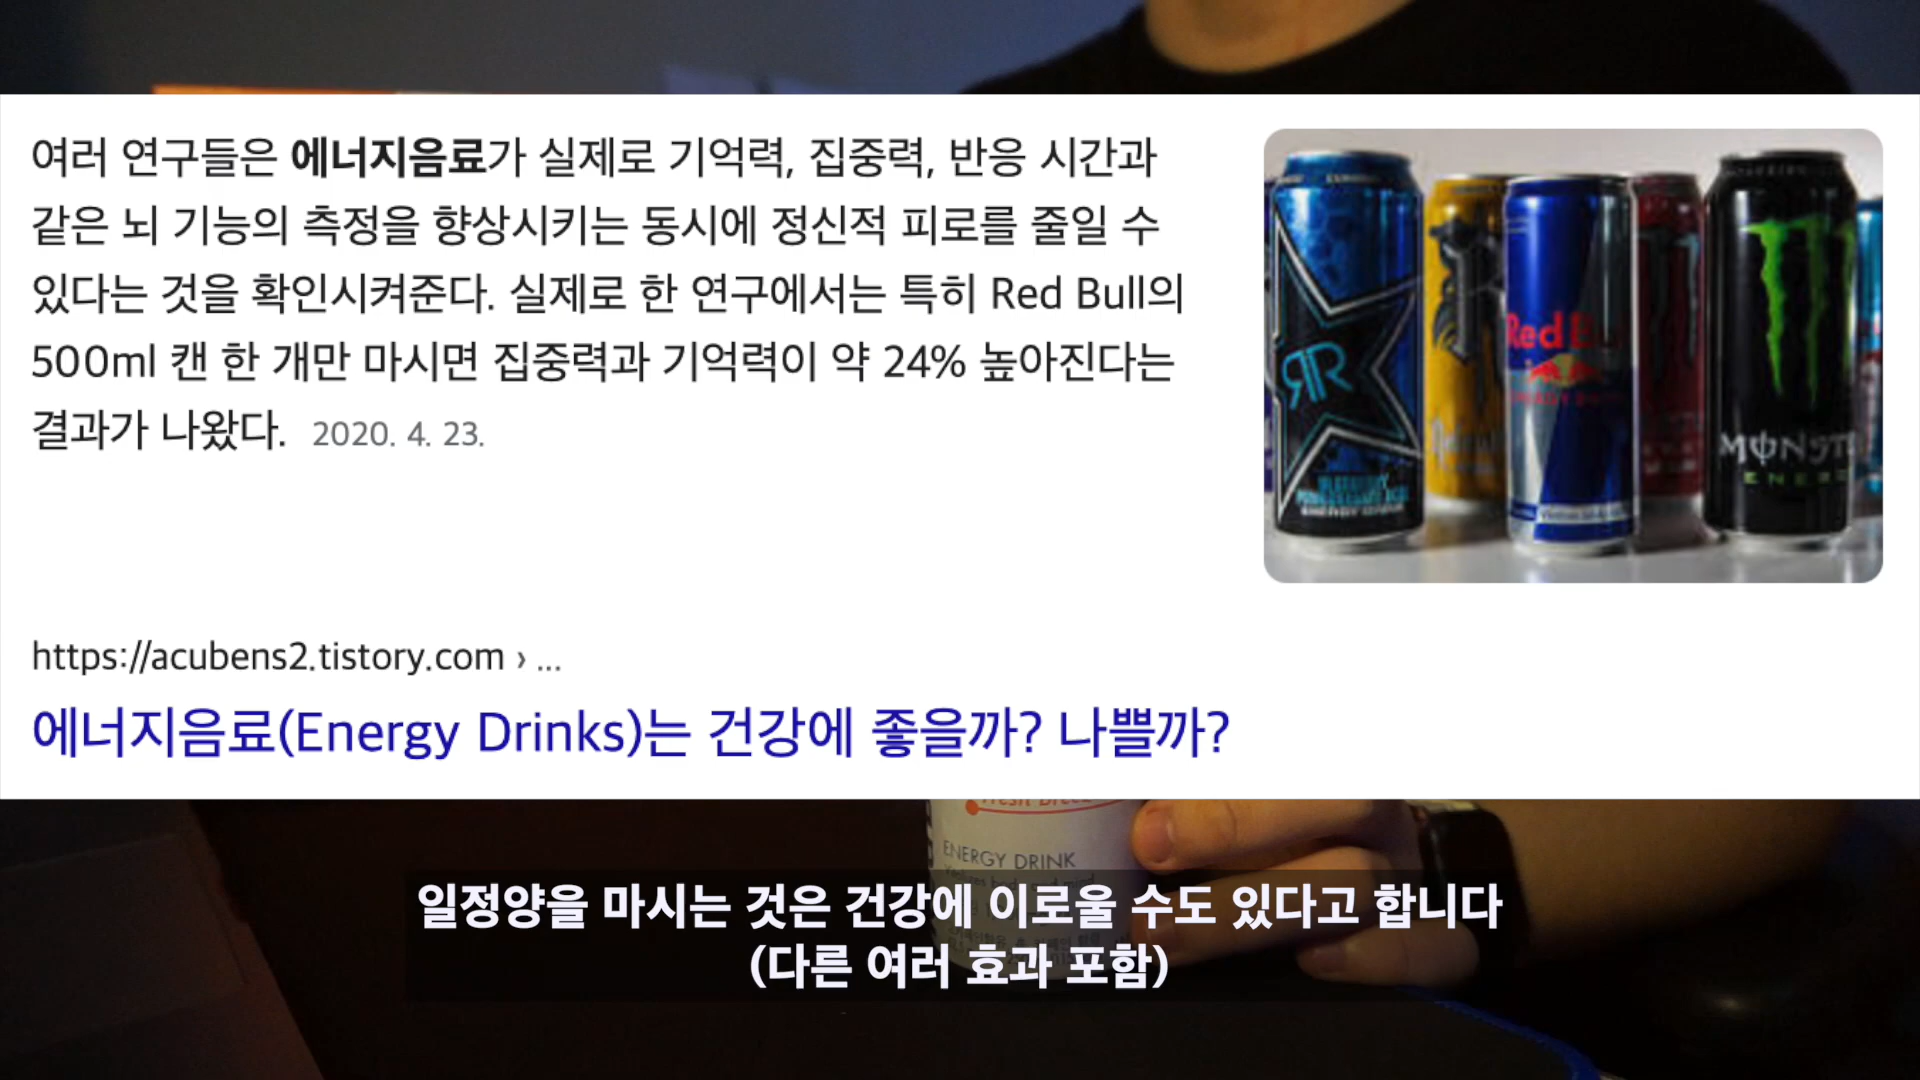 여러 연구들은 에너지음료가 실제로 기억력, 집중력, 반응 시간과
같은 뇌 기능의 측정을 향상시키는 동시에 정신적 피로를 줄일 수
있다는 것을 확인시켜준다. 실제로 한 연구에서는 특히 Red Bull의
500ml 캔 한 개만 마시면 집중력과 기억력이 약 24% 높아진다는
결과가 나왔다. 2020. 4. 23.
RR
Red Bu
MONST
ENER
https://acubens2.tistory.com › ...
에너지음료(Energy Drinks)는 건강에 좋을까? 나쁠까?
ENERGY DRINK
일정양을 마시는 것은 건강에 이로울 수도 있다고 합니다
(다른 여러 효과 포함)